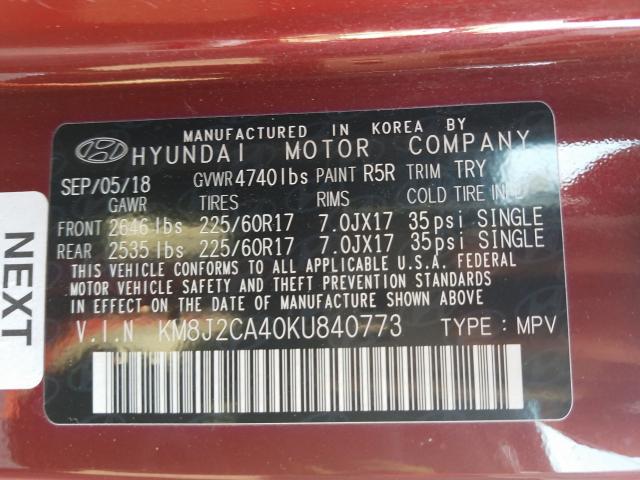 MANUFACTURED IN KOREA BY
HYUNDAI MOTOR COMPANY
SEP/05/18 GVWR 4740lbs PAINT R5R TRIM TRY
GAWR TIRES RIMS COLD TIRE IN
FRONT 2646 lbs 225/60R17 7.0JX17 35psi SINGLE
REAR 2535 lbs 225/60R17 7.0JX17 35psi SINGLE
THIS VEHICLE CONFORMS TO ALL APPLICABLE U.S.A. FEDERAL
MOTOR VEHICLE SAFETY AND THEFT PREVENTION STANDARDS
IN EFFECT ON THE DATE OF MANUFACTURE SHOWN ABOVE.
V.I.N KM8J2CA40KU840773 TYPE : MPV
NEXT